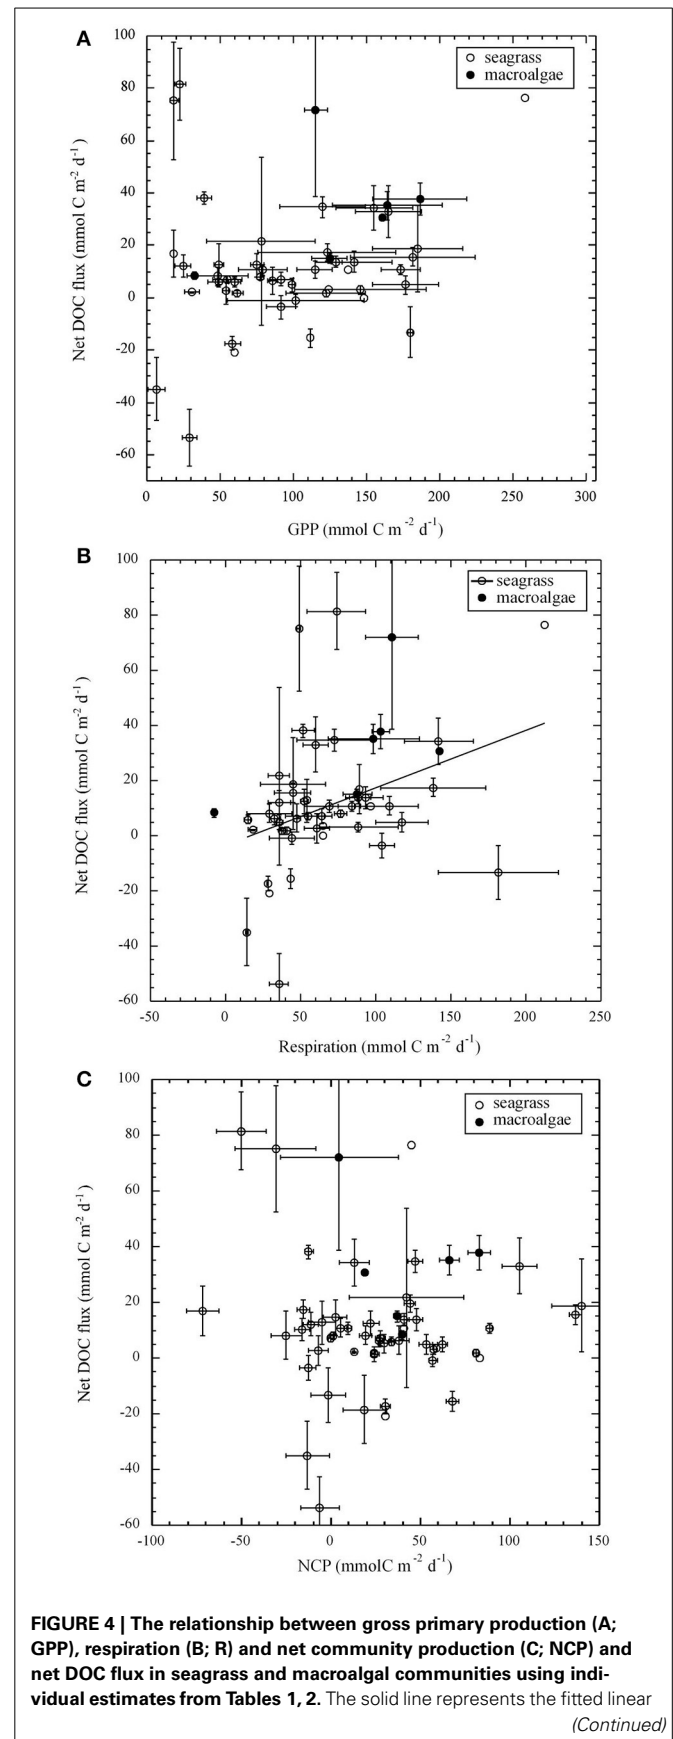 A
100
80
60
40
20
0
-20
-40
-60
Net DOC flux (mmol C m-2 d-1)
seagrass
macroalgae
0 50 100 150 200 250 300
GPP (mmol C m-2 d-1)
B
100
80
60
40
20
0
-20
-40
-60
Net DOC flux (mmol C m-2 d-1)
seagrass
macroalgae
-50 0 50 100 150 200 250
Respiration (mmol C m-2 d-1)
C
100
80
60
40
20
0
-20
-40
-60
Net DOC flux (mmol C m-2 d-1)
seagrass
macroalgae
-100 -50 0 50 100 150
NCP (mmolC m-2 d-1)
FIGURE 4 | The relationship between gross primary production (A;
GPP), respiration (B; R) and net community production (C; NCP) and
net DOC flux in seagrass and macroalgal communities using indi-
vidual estimates from Tables 1, 2. The solid line represents the fitted linear
(Continued)